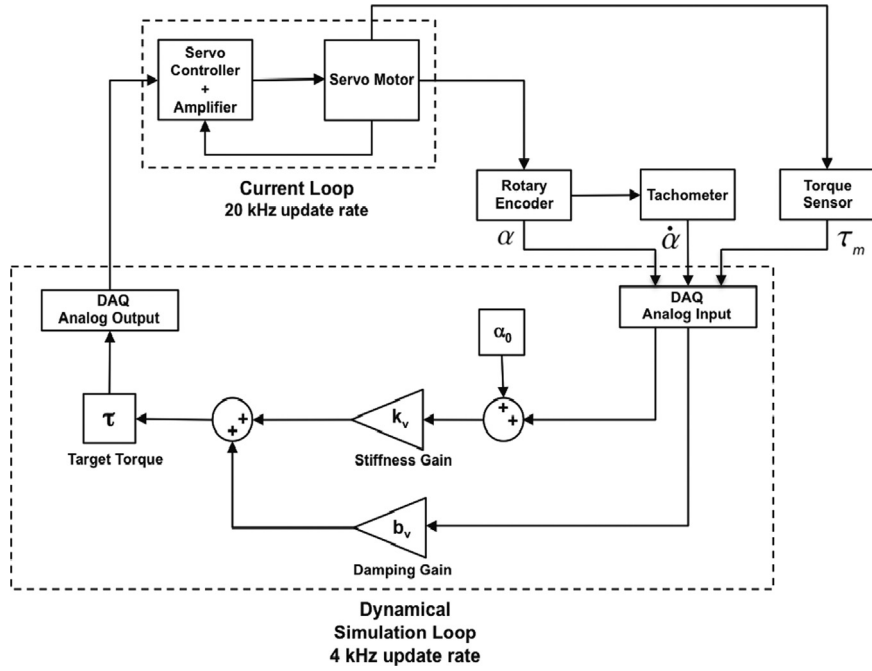 Servo
Controller
+
Amplifier
Servo Motor
Current Loop
20 kHz update rate
Rotary
Encoder
Tachometer
Torque
Sensor
α
α̇
τm
DAQ
Analog Output
DAQ
Analog Input
α0
+
+
kv
Stiffness Gain
+
+
τ
Target Torque
bv
Damping Gain
Dynamical
Simulation Loop
4 kHz update rate